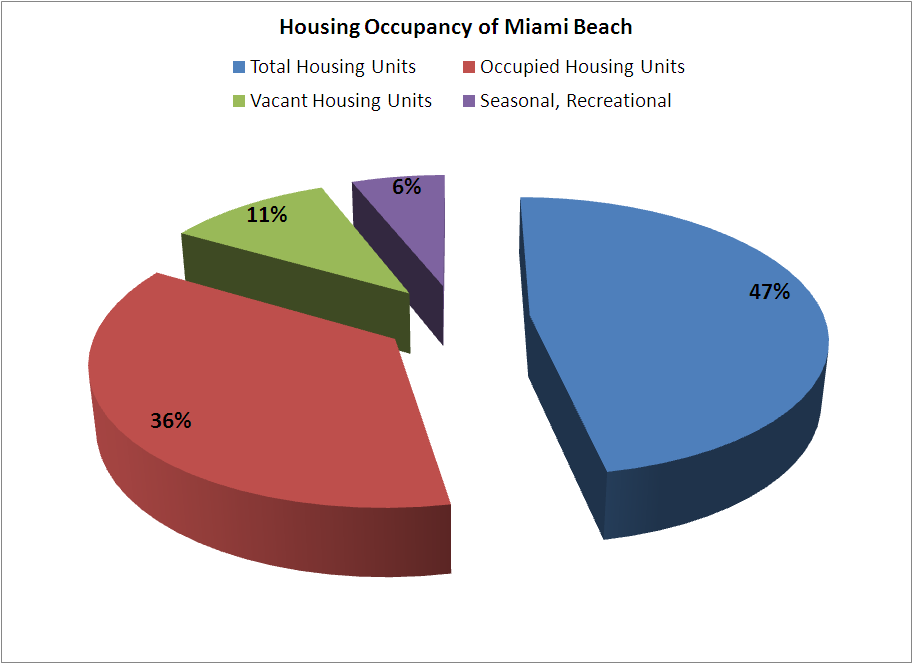 Housing Occupancy of Miami Beach
Total Housing Units Occupied Housing Units
Vacant Housing Units Seasonal, Recreational
6%
11%
47%
36%